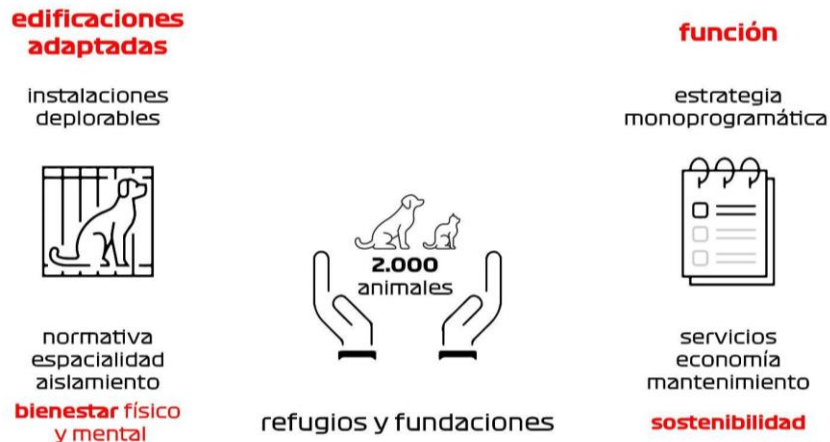 edificaciones
adaptadas
instalaciones
deplorables
normativa
espacialidad
aislamiento
bienestar físico
y mental
2.000
animales
refugios y fundaciones
función
estrategia
monoprogramática
servicios
economía
mantenimiento
sostenibilidad